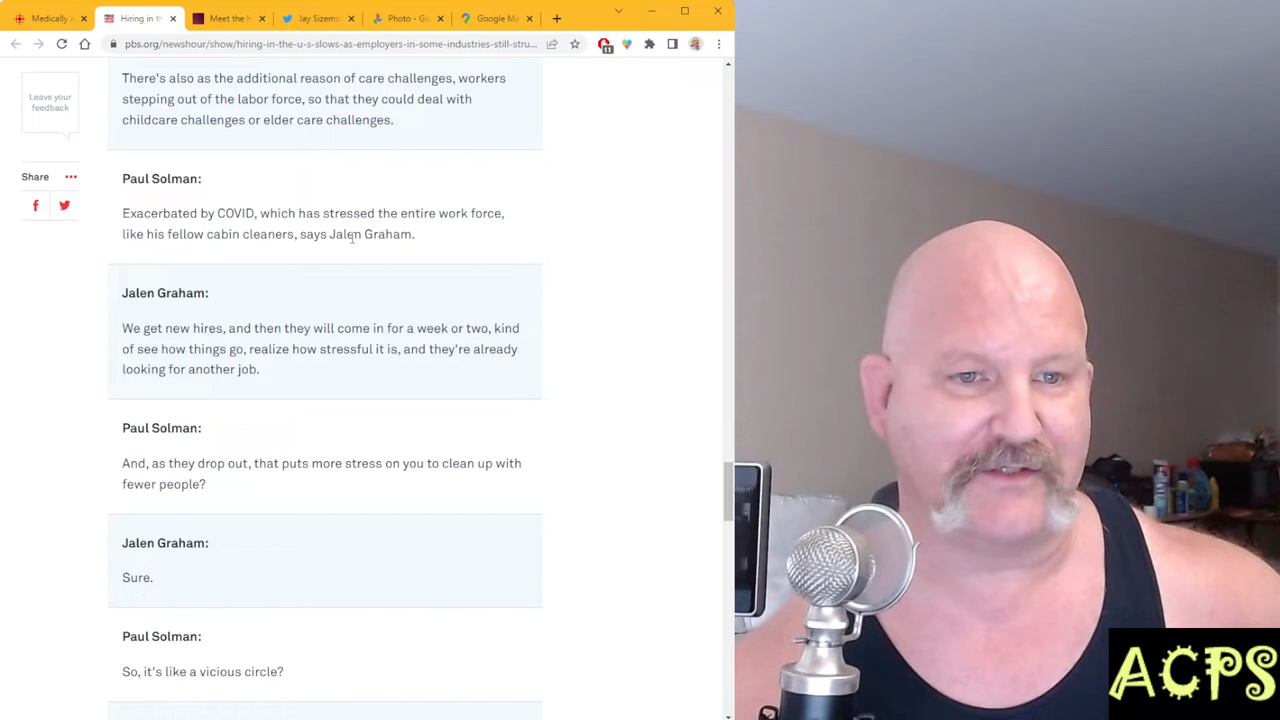 Medically a
Hiring in th
Meet the H
Jay Sizemo
Photo - Go
Google Ma
pbs.org/newshour/show/hiring-in-the-u-s-slows-as-employers-in-some-industries-still-stru...
11
Leave your
feedback
Share
There's also as the additional reason of care challenges, workers
stepping out of the labor force, so that they could deal with
childcare challenges or elder care challenges.
Paul Solman:
Exacerbated by COVID, which has stressed the entire work force,
like his fellow cabin cleaners, says Jalen Graham.
Jalen Graham:
We get new hires, and then they will come in for a week or two, kind
of see how things go, realize how stressful it is, and they're already
looking for another job.
Paul Solman:
And, as they drop out, that puts more stress on you to clean up with
fewer people?
Jalen Graham:
Sure.
Paul Solman:
So, it's like a vicious circle?
ACPS